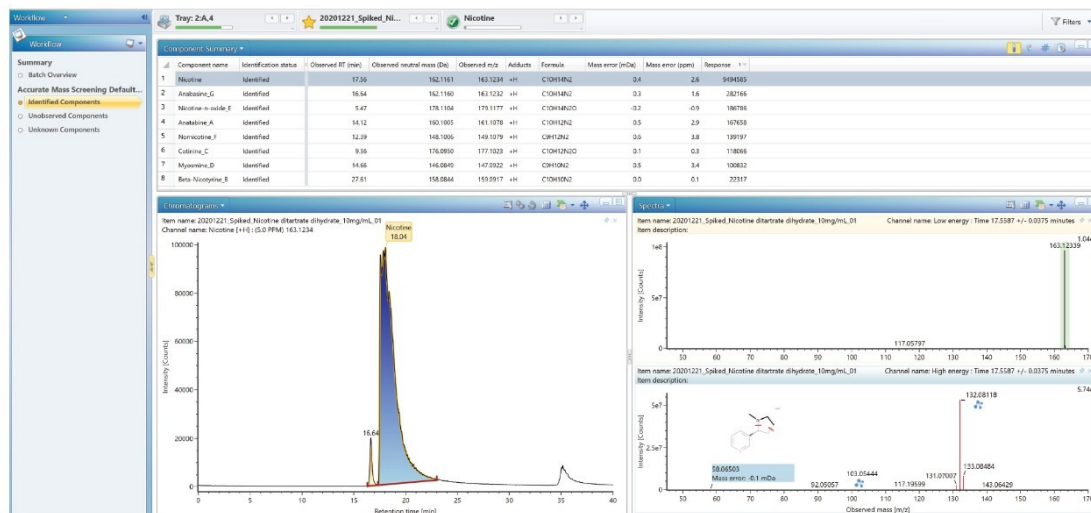 Workflow
Tray: 2:A,4
20201221_Spiked_Ni...
Nicotine
Filters
Workflow
Summary
Batch Overview
Accurate Mass Screening Default...
Identified Components
Unobserved Components
Unknown Components
Component Summary
Component name Identification status Observed RT (min) Observed neutral mass (Da) Observed m/z Adducts Formula Mass error (mDa) Mass error (ppm) Response
1 Nicotine Identified 17.56 162.1161 163.1234 +H C10H14N2 0.4 2.6 9494585
2 Anabasine_G Identified 16.64 162.1160 163.1232 +H C10H14N2 0.3 1.6 282166
3 Nicotine-n-oxide_E Identified 5.47 178.1104 179.1177 +H C10H14N2O -0.2 -0.9 186786
4 Anatabine_A Identified 14.12 160.1005 161.1078 +H C10H12N2 0.5 2.9 167658
5 Nornicotine_F Identified 12.39 148.1006 149.1079 +H C9H12N2 0.6 3.8 139197
6 Cotinine_C Identified 9.36 176.0950 177.1023 +H C10H12N2O 0.1 0.3 118066
7 Myosmine_D Identified 14.66 146.0849 147.0922 +H C9H10N2 0.5 3.4 100832
8 Beta-Nicotyrine_B Identified 27.61 158.0844 159.0917 +H C10H10N2 0.0 0.1 22317
Chromatograms
Item name: 20201221_Spiked_Nicotine ditartrate dihydrate_10mg/mL_01
Channel name: Nicotine [+H] : (5.0 PPM) 163.1234
Nicotine
18.04
16.64
100000
80000
60000
40000
20000
0
Intensity [Counts]
0 5 10 15 20 25 30 35 40
Retention time [min]
Spectra
Item name: 20201221_Spiked_Nicotine ditartrate dihydrate_10mg/mL_01 Channel name: Low energy : Time 17.5587 +/- 0.0375 minutes
Item description:
163.12339
1e8
5e7
0
Intensity [Counts]
117.05797
50 60 70 80 90 100 110 120 130 140 150 160 170
Item name: 20201221_Spiked_Nicotine ditartrate dihydrate_10mg/mL_01 Channel name: High energy : Time 17.5587 +/- 0.0375 minutes
Item description:
132.08118
5e7
2.5e7
0
Intensity [Counts]
58.06503
Mass error: -0.1 mDa
92.05057
103.05444
117.19599
131.07007
133.08484
143.06429
50 60 70 80 90 100 110 120 130 140 150 160 170
Observed mass [m/z]